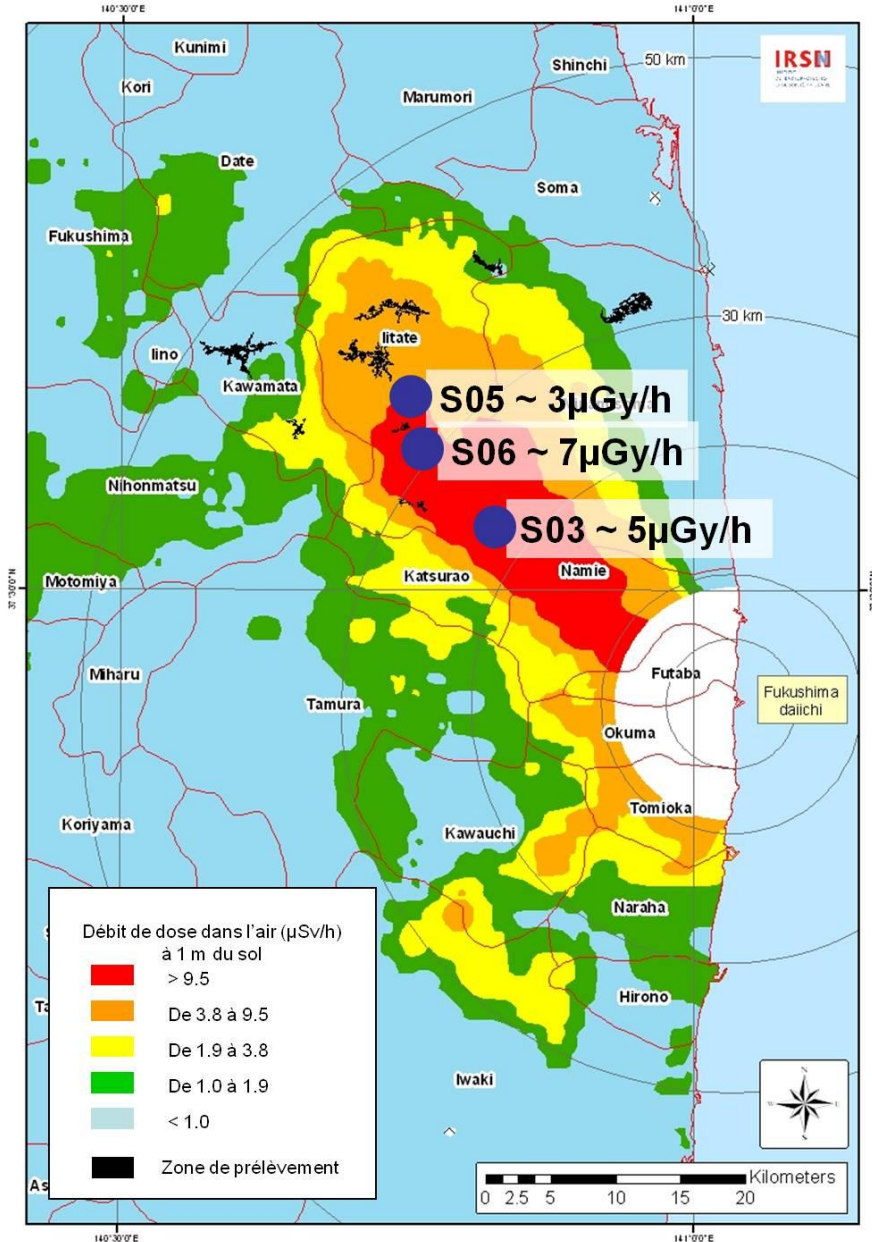 140°30'0"E
141°0'0"E
Kunimi
Shinchi
50 km
IRSN
Kori
Marumori
Date
Soma
Fukushima
30 km
Iino
Iitate
Kawamata
S05 ~ 3µGy/h
S06 ~ 7µGy/h
Nihonmatsu
S03 ~ 5µGy/h
Motomiya
Katsurao
Namie
37°30'0"N
Miharu
Futaba
Tamura
Fukushima
daiichi
Okuma
Tomioka
Koriyama
Kawauchi
Naraha
Débit de dose dans l'air (µSv/h)
à 1 m du sol
> 9.5
De 3.8 à 9.5
De 1.9 à 3.8
De 1.0 à 1.9
< 1.0
Zone de prélèvement
Hirono
Iwaki
N
W E
S
Kilometers
0 2.5 5 10 15 20
140°30'0"E
141°0'0"E